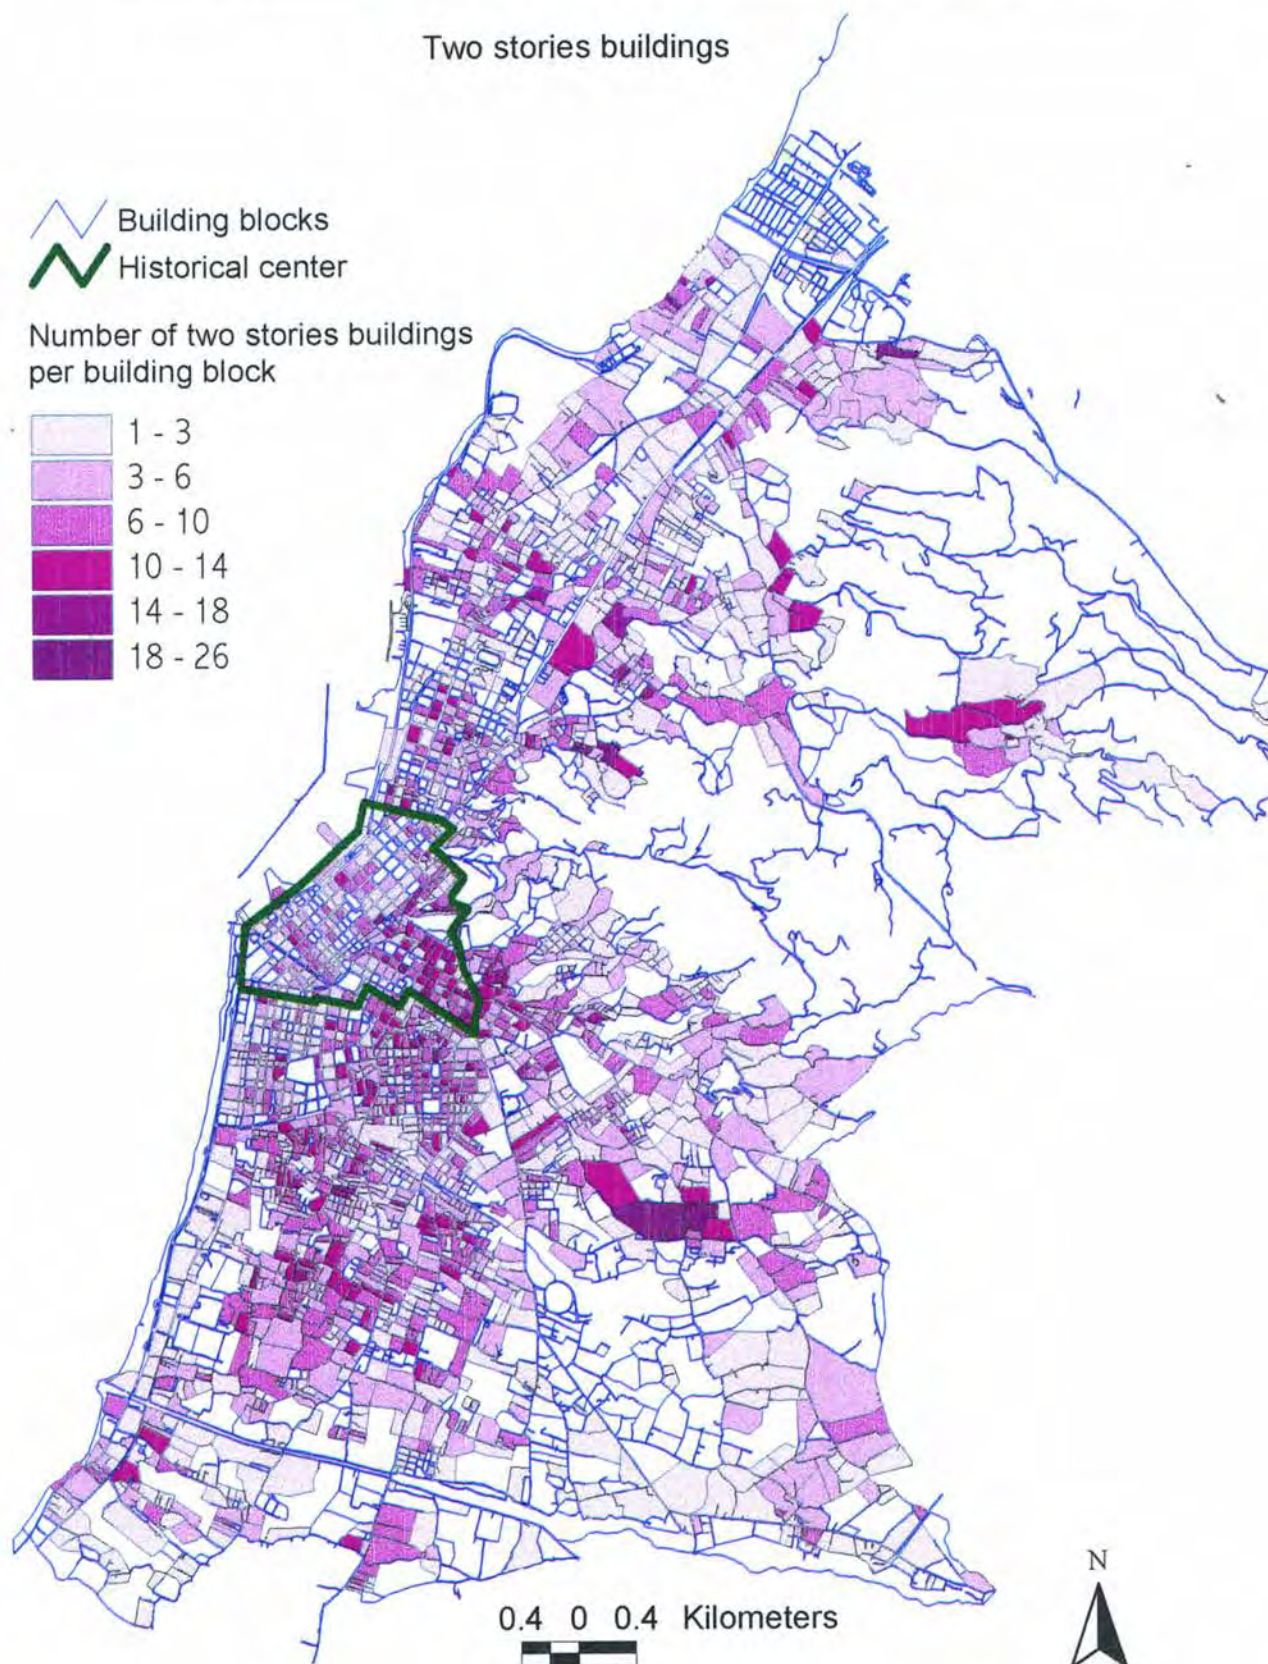 Two stories buildings
Building blocks
Historical center
Number of two stories buildings
per building block
1 - 3
3 - 6
6 - 10
10 - 14
14 - 18
18 - 26
0.4 0 0.4 Kilometers
N